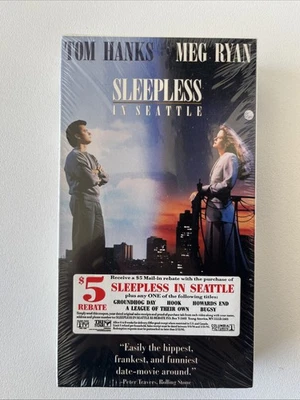 TOM HANKS MEG RYAN
SLEEPLESS
IN SEATTLE
$5
REBATE
Receive a $5 Mail-in rebate with the purchase of
SLEEPLESS IN SEATTLE
plus any ONE of the following titles:
GROUNDHOG DAY HOOK HOWARDS END
A LEAGUE OF THEIR OWN BUGSY
"Easily the hippest,
frankest, and funniest
date-movie around."
–Peter Travers, Rolling Stone